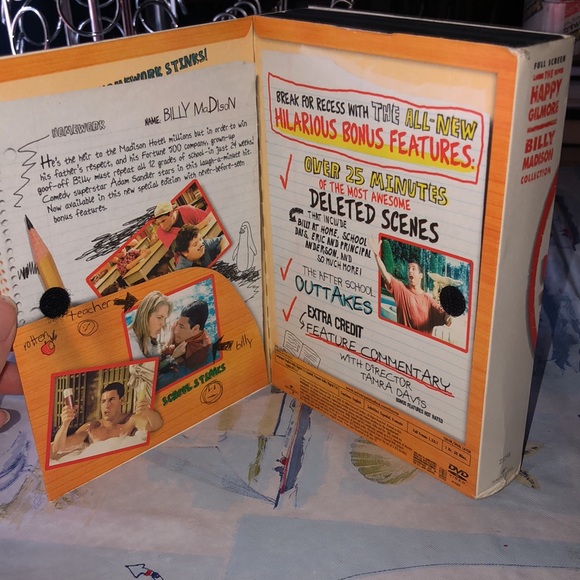 HOMEWORK STINKS!
HOMEWORK
NAME: BILLY MADISON
He's the heir to the Madison Hotel millions but in order to win
his father's respect, and his Fortune 500 company, grown-up
goof-off Billy must repeat all 12 grades of school-in just 24 weeks!
Comedy superstar Adam Sandler stars in this laugh-a-minute hit.
Now available in this new special edition with never-before-seen
bonus features.
rotten
teacher
billy
SCHOOL STINKS
BREAK FOR RECESS WITH THE ALL-NEW
HILARIOUS BONUS FEATURES:
OVER 25 MINUTES
OF THE MOST AWESOME
DELETED SCENES
THAT INCLUDE
BILLY AT HOME, SCHOOL
DAYS, ERIC AND PRINCIPAL
ANDERSON, AND
SO MUCH MORE!
THE AFTER SCHOOL
OUTTAKES
EXTRA CREDIT
FEATURE COMMENTARY
WITH DIRECTOR
TAMRA DAVIS
BONUS FEATURES NOT RATED
DVD
FULL SCREEN
THE
HAPPY
GILMORE
BILLY
MADISON
COLLECTION